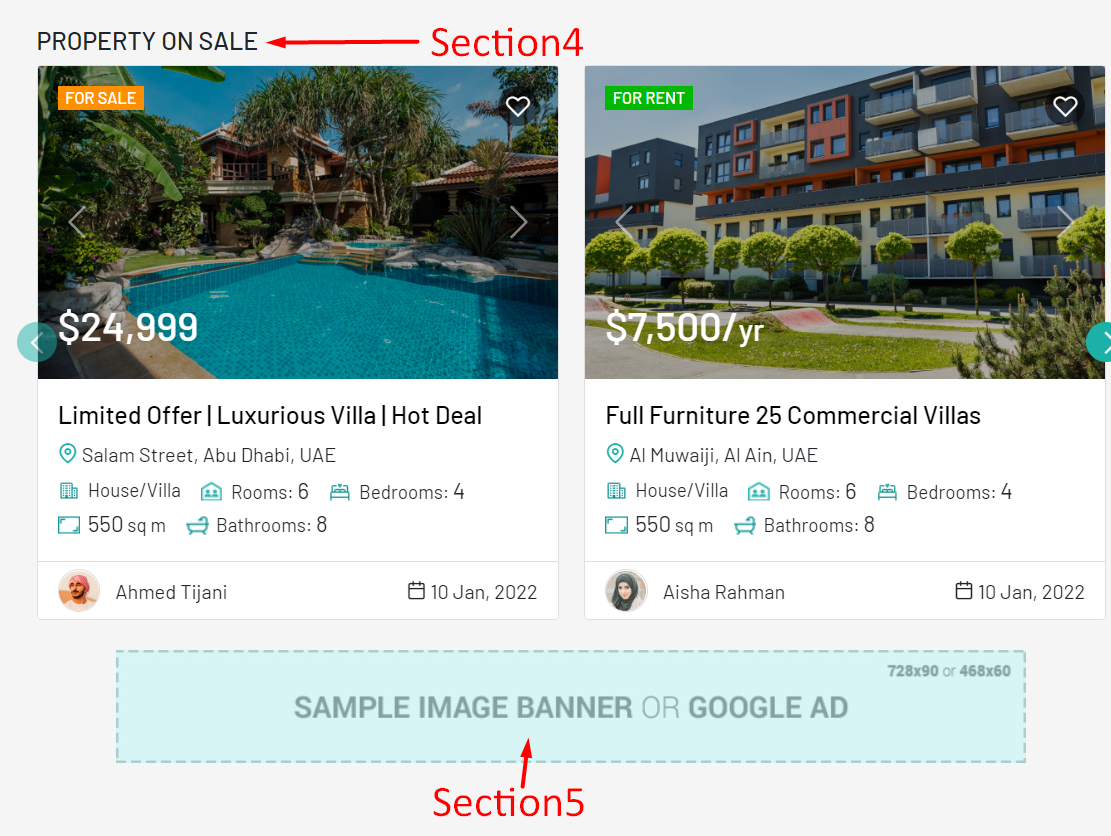 PROPERTY ON SALE
Section4
FOR SALE
$24,999
Limited Offer | Luxurious Villa | Hot Deal
Salam Street, Abu Dhabi, UAE
House/Villa Rooms: 6 Bedrooms: 4
550 sq m Bathrooms: 8
Ahmed Tijani 10 Jan, 2022
FOR RENT
$7,500/yr
Full Furniture 25 Commercial Villas
Al Muwaiji, Al Ain, UAE
House/Villa Rooms: 6 Bedrooms: 4
550 sq m Bathrooms: 8
Aisha Rahman 10 Jan, 2022
728x90 or 468x60
SAMPLE IMAGE BANNER OR GOOGLE AD
Section5